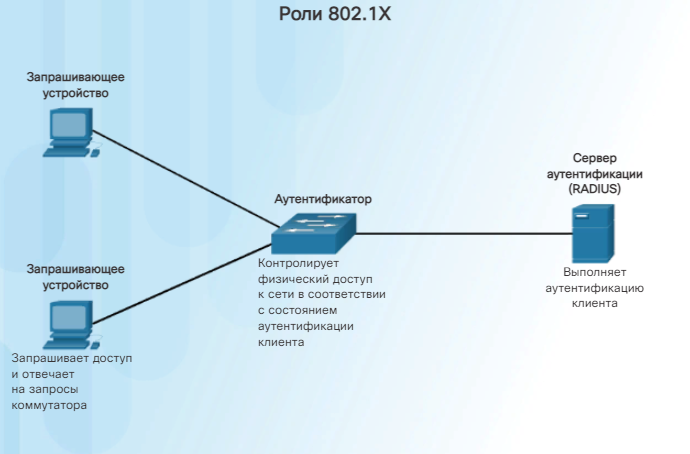 Роли 802.1X
Запрашивающее
устройство
Сервер
аутентификации
(RADIUS)
Аутентификатор
Контролирует
физический доступ
к сети в соответствии
с состоянием
аутентификации
клиента
Выполняет
аутентификацию
клиента
Запрашивающее
устройство
Запрашивает доступ
и отвечает
на запросы
коммутатора